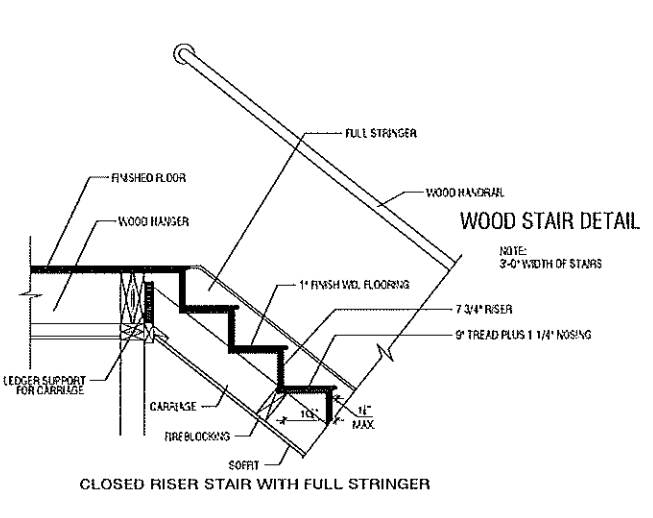 FULL STRINGER
FINISHED FLOOR
WOOD HANDRAIL
WOOD HANGER
WOOD STAIR DETAIL
NOTE:
3'-0" WIDTH OF STAIRS
1" FINISH WD. FLOORING
7 3/4" RISER
9" TREAD PLUS 1 1/4" NOSING
LEDGER SUPPORT
FOR CARRIAGE
CARRIAGE
MAX.
FIREBLOCKING
SOFFIT
CLOSED RISER STAIR WITH FULL STRINGER